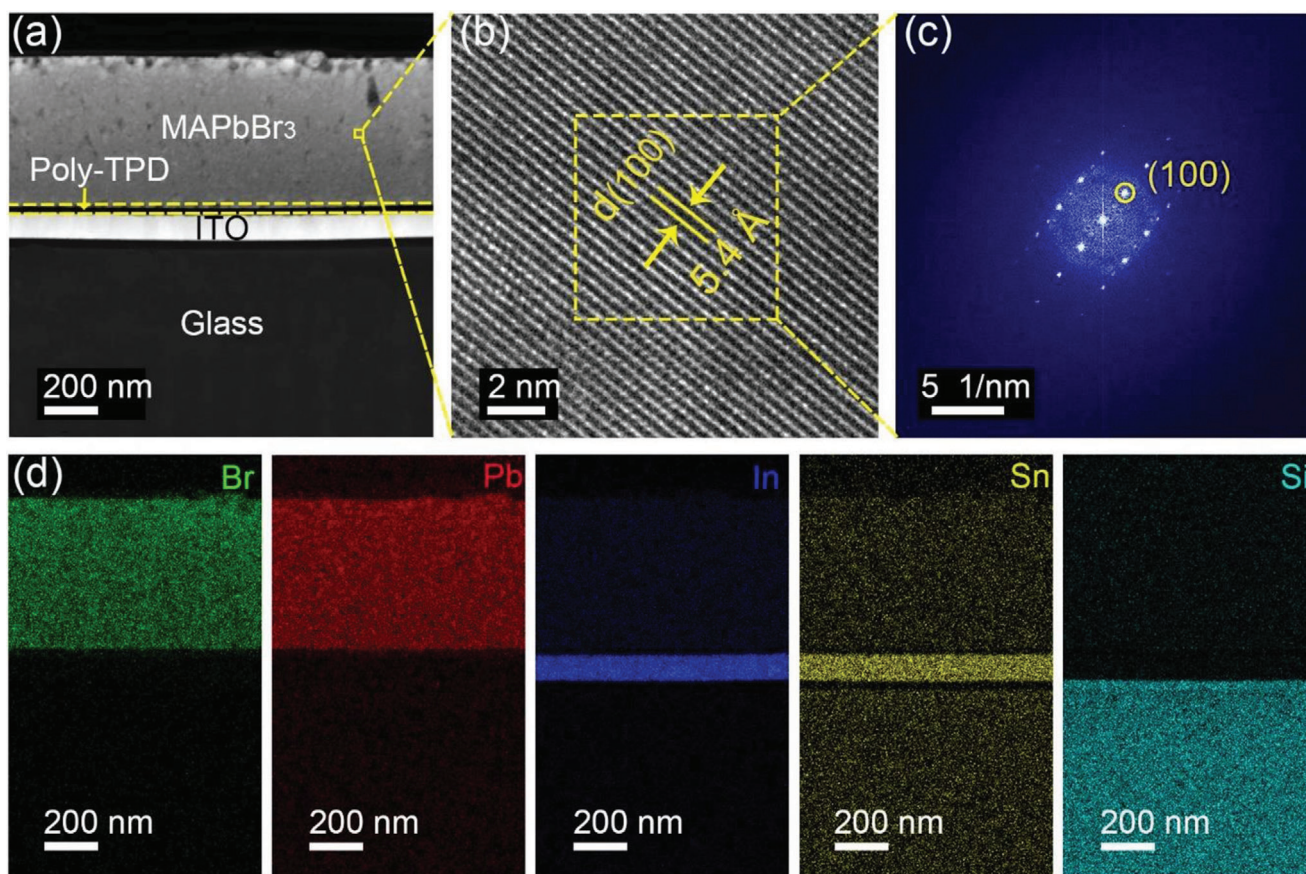 (a)
MAPbBr₃
Poly-TPD
ITO
Glass
200 nm
(b)
d(100)
5.4 Å
2 nm
(c)
(100)
5 1/nm
(d)
Br
200 nm
Pb
200 nm
In
200 nm
Sn
200 nm
Si
200 nm